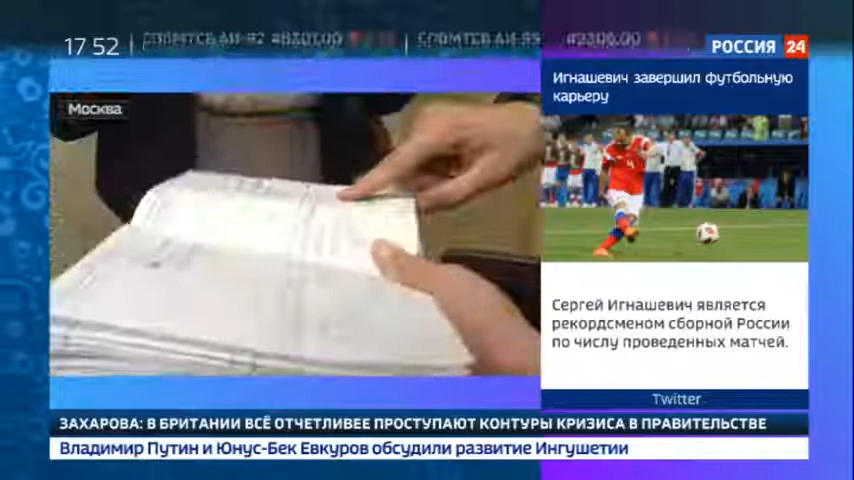 17:52
РОССИЯ 24
Игнашевич завершил футбольную
карьеру
Москва
4
Сергей Игнашевич является
рекордсменом сборной России
по числу проведенных матчей.
Twitter
ЗАХАРОВА: В БРИТАНИИ ВСЁ ОТЧЕТЛИВЕЕ ПРОСТУПАЮТ КОНТУРЫ КРИЗИСА В ПРАВИТЕЛЬСТВЕ
Владимир Путин и Юнус-Бек Евкуров обсудили развитие Ингушетии